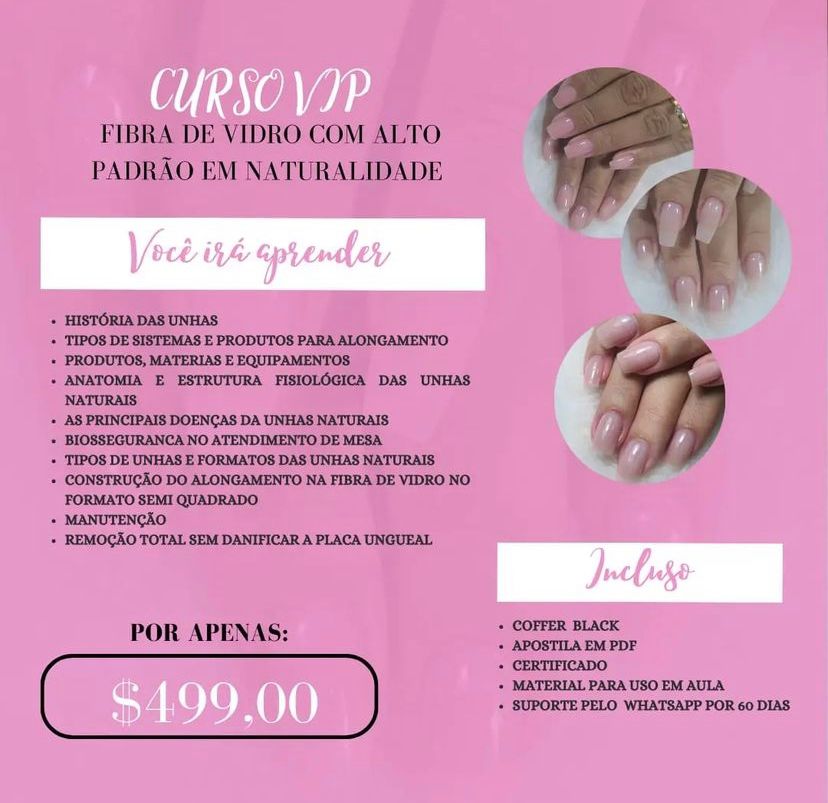 CURSO VIP
FIBRA DE VIDRO COM ALTO
PADRÃO EM NATURALIDADE
Você irá aprender
• HISTÓRIA DAS UNHAS
• TIPOS DE SISTEMAS E PRODUTOS PARA ALONGAMENTO
• PRODUTOS, MATERIAS E EQUIPAMENTOS
• ANATOMIA E ESTRUTURA FISIOLÓGICA DAS UNHAS
NATURAIS
• AS PRINCIPAIS DOENÇAS DA UNHAS NATURAIS
• BIOSSEGURANCA NO ATENDIMENTO DE MESA
• TIPOS DE UNHAS E FORMATOS DAS UNHAS NATURAIS
• CONSTRUÇÃO DO ALONGAMENTO NA FIBRA DE VIDRO NO
FORMATO SEMI QUADRADO
• MANUTENÇÃO
• REMOÇÃO TOTAL SEM DANIFICAR A PLACA UNGUEAL
POR APENAS:
$499,00
Incluso
• COFFER BLACK
• APOSTILA EM PDF
• CERTIFICADO
• MATERIAL PARA USO EM AULA
• SUPORTE PELO WHATSAPP POR 60 DIAS